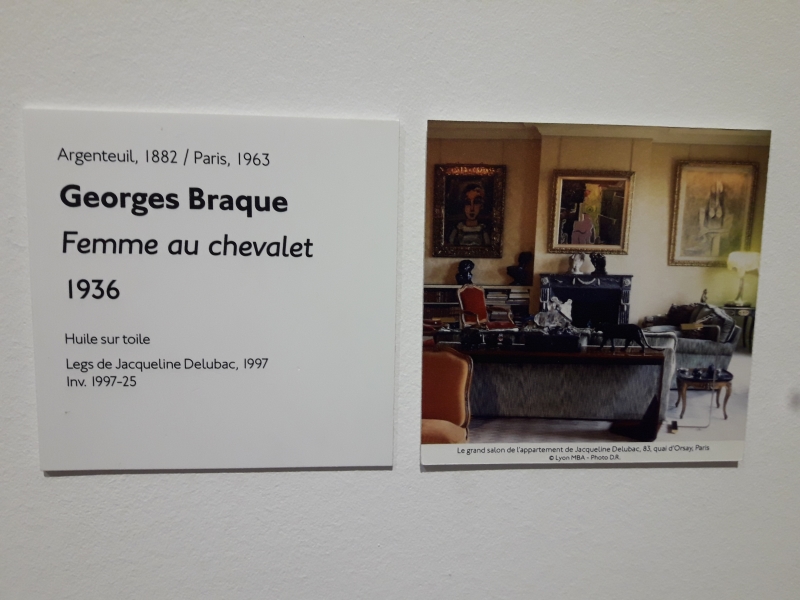 Argenteuil, 1882 / Paris, 1963
Georges Braque
Femme au chevalet
1936
Huile sur toile
Legs de Jacqueline Delubac, 1997
Inv. 1997-25
Le grand salon de l'appartement de Jacqueline Delubac, 83, quai d'Orsay, Paris
© Lyon MBA - Photo D.R.